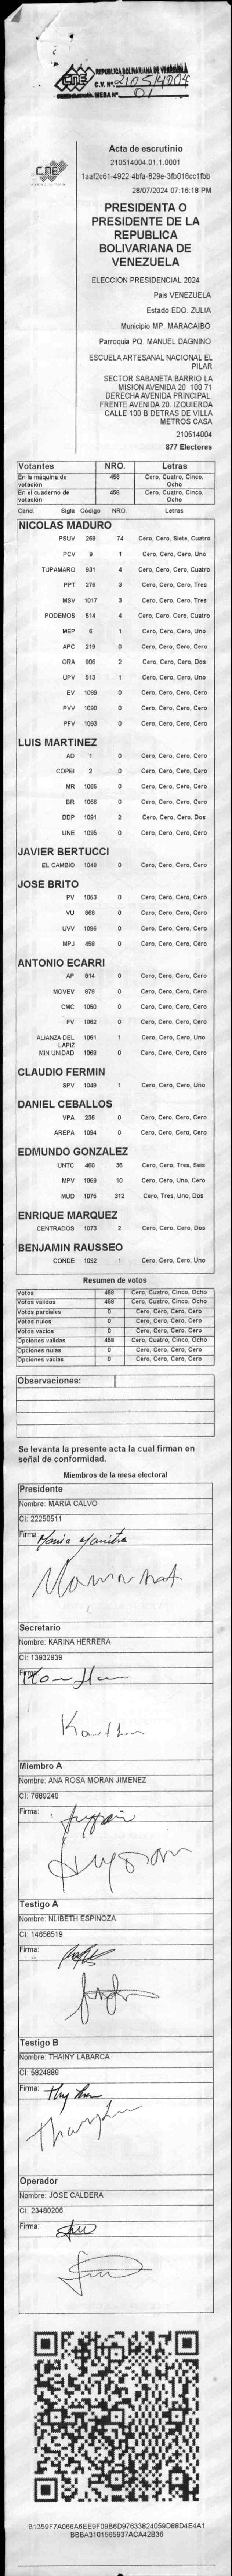 REPUBLICA BOLIVARIANA DE VENEZUELA
CNE C.V. Nº 210514004
MESA Nº 01
CNE
Acta de escrutinio
210514004.01.1.0001
1aaf2c61-4922-4bfa-829e-3fb016cc1fbb
28/07/2024 07:16:18 PM
PRESIDENTA O
PRESIDENTE DE LA
REPUBLICA
BOLIVARIANA DE
VENEZUELA
ELECCIÓN PRESIDENCIAL 2024
Pais VENEZUELA
Estado EDO. ZULIA
Municipio MP. MARACAIBO
Parroquia PQ. MANUEL DAGNINO
ESCUELA ARTESANAL NACIONAL EL
PILAR
SECTOR SABANETA BARRIO LA
MISION AVENIDA 20 100 71
DERECHA AVENIDA PRINCIPAL.
FRENTE AVENIDA 20. IZQUIERDA
CALLE 100 B DETRAS DE VILLA
METROS CASA
210514004
877 Electores
Votantes NRO. Letras
En la máquina de votación 458 Cero, Cuatro, Cinco, Ocho
En el cuaderno de votación 458 Cero, Cuatro, Cinco, Ocho
Cand. Sigla Código NRO. Letras
NICOLAS MADURO
PSUV 269 74 Cero, Cero, Siete, Cuatro
PCV 9 1 Cero, Cero, Cero, Uno
TUPAMARO 931 4 Cero, Cero, Cero, Cuatro
PPT 276 3 Cero, Cero, Cero, Tres
MSV 1017 3 Cero, Cero, Cero, Tres
PODEMOS 514 4 Cero, Cero, Cero, Cuatro
MEP 6 1 Cero, Cero, Cero, Uno
APC 219 0 Cero, Cero, Cero, Cero
ORA 906 2 Cero, Cero, Cero, Dos
UPV 513 1 Cero, Cero, Cero, Uno
EV 1089 0 Cero, Cero, Cero, Cero
PVV 1090 0 Cero, Cero, Cero, Cero
PFV 1093 0 Cero, Cero, Cero, Cero
LUIS MARTINEZ
AD 1 0 Cero, Cero, Cero, Cero
COPEI 2 0 Cero, Cero, Cero, Cero
MR 1065 0 Cero, Cero, Cero, Cero
BR 1066 0 Cero, Cero, Cero, Cero
DDP 1091 2 Cero, Cero, Cero, Dos
UNE 1095 0 Cero, Cero, Cero, Cero
JAVIER BERTUCCI
EL CAMBIO 1048 0 Cero, Cero, Cero, Cero
JOSE BRITO
PV 1053 0 Cero, Cero, Cero, Cero
VU 868 0 Cero, Cero, Cero, Cero
UVV 1096 0 Cero, Cero, Cero, Cero
MPJ 459 0 Cero, Cero, Cero, Cero
ANTONIO ECARRI
AP 814 0 Cero, Cero, Cero, Cero
MOVEV 879 0 Cero, Cero, Cero, Cero
CMC 1050 0 Cero, Cero, Cero, Cero
FV 1062 0 Cero, Cero, Cero, Cero
ALIANZA DEL LAPIZ 1051 1 Cero, Cero, Cero, Uno
MIN UNIDAD 1068 0 Cero, Cero, Cero, Cero
CLAUDIO FERMIN
SPV 1049 1 Cero, Cero, Cero, Uno
DANIEL CEBALLOS
VPA 236 0 Cero, Cero, Cero, Cero
AREPA 1094 0 Cero, Cero, Cero, Cero
EDMUNDO GONZALEZ
UNTC 460 36 Cero, Cero, Tres, Seis
MPV 1069 10 Cero, Cero, Uno, Cero
MUD 1075 312 Cero, Tres, Uno, Dos
ENRIQUE MARQUEZ
CENTRADOS 1073 2 Cero, Cero, Cero, Dos
BENJAMIN RAUSSEO
CONDE 1092 1 Cero, Cero, Cero, Uno
Resumen de votos
Votos 458 Cero, Cuatro, Cinco, Ocho
Votos validos 458 Cero, Cuatro, Cinco, Ocho
Votos parciales 0 Cero, Cero, Cero, Cero
Votos nulos 0 Cero, Cero, Cero, Cero
Votos vacios 0 Cero, Cero, Cero, Cero
Opciones validas 458 Cero, Cuatro, Cinco, Ocho
Opciones nulas 0 Cero, Cero, Cero, Cero
Opciones vacias 0 Cero, Cero, Cero, Cero
Observaciones:
Se levanta la presente acta la cual firman en
señal de conformidad.
Miembros de la mesa electoral
Presidente
Nombre: MARIA CALVO
CI: 22250511
Firma:
Secretario
Nombre: KARINA HERRERA
CI: 13932939
Firma:
Miembro A
Nombre: ANA ROSA MORAN JIMENEZ
CI: 7689240
Firma:
Testigo A
Nombre: NLIBETH ESPINOZA
CI: 14658519
Firma:
Testigo B
Nombre: THAINY LABARCA
CI: 5824889
Firma:
Operador
Nombre: JOSE CALDERA
CI: 23480206
Firma:
B1359F7A066A6EE9F09B6D97633824059D88D4E4A1
BBBA3101565937ACA42B36